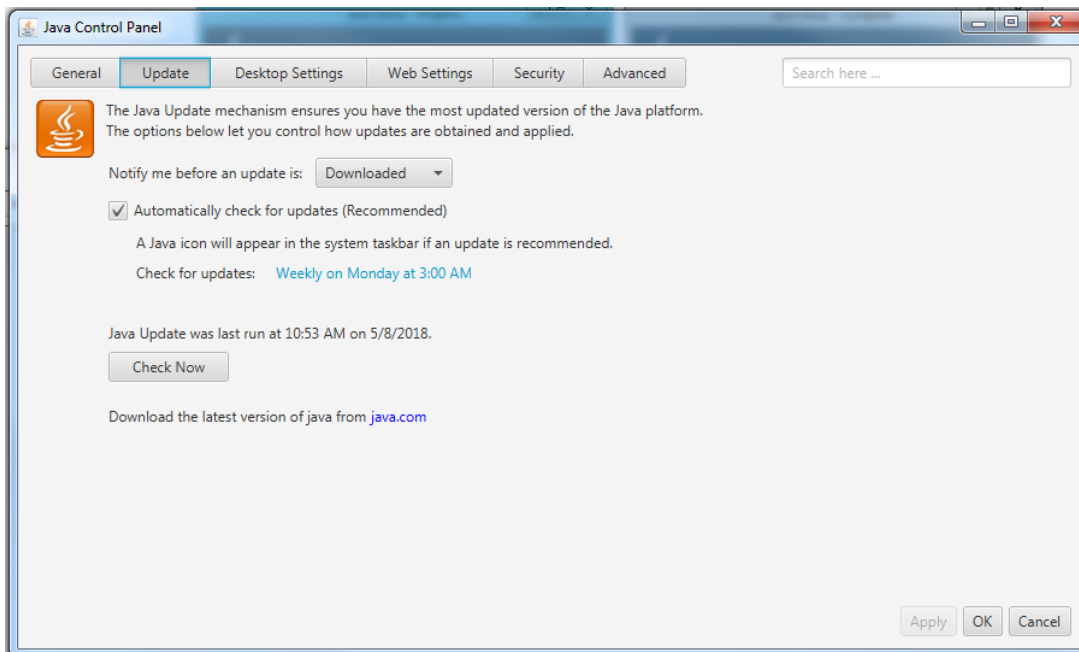 Java Control Panel
General
Update
Desktop Settings
Web Settings
Security
Advanced
Search here ...
The Java Update mechanism ensures you have the most updated version of the Java platform.
The options below let you control how updates are obtained and applied.
Notify me before an update is:
Downloaded
Automatically check for updates (Recommended)
A Java icon will appear in the system taskbar if an update is recommended.
Check for updates: Weekly on Monday at 3:00 AM
Java Update was last run at 10:53 AM on 5/8/2018.
Check Now
Download the latest version of java from java.com
Apply
OK
Cancel